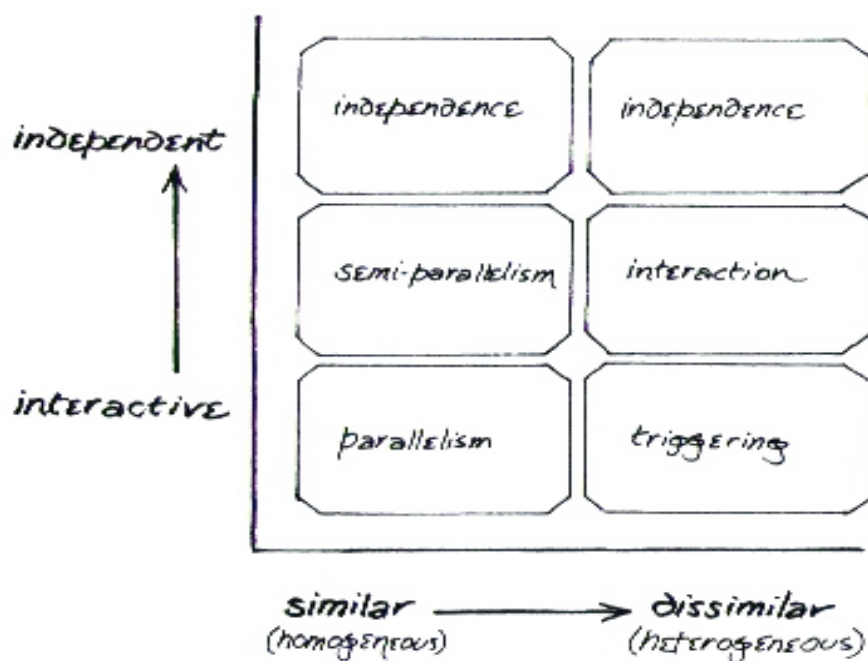 independent
interactive
independence
independence
semi-parallelism
interaction
parallelism
triggering
similar
dissimilar
(homogeneous)
(heterogeneous)